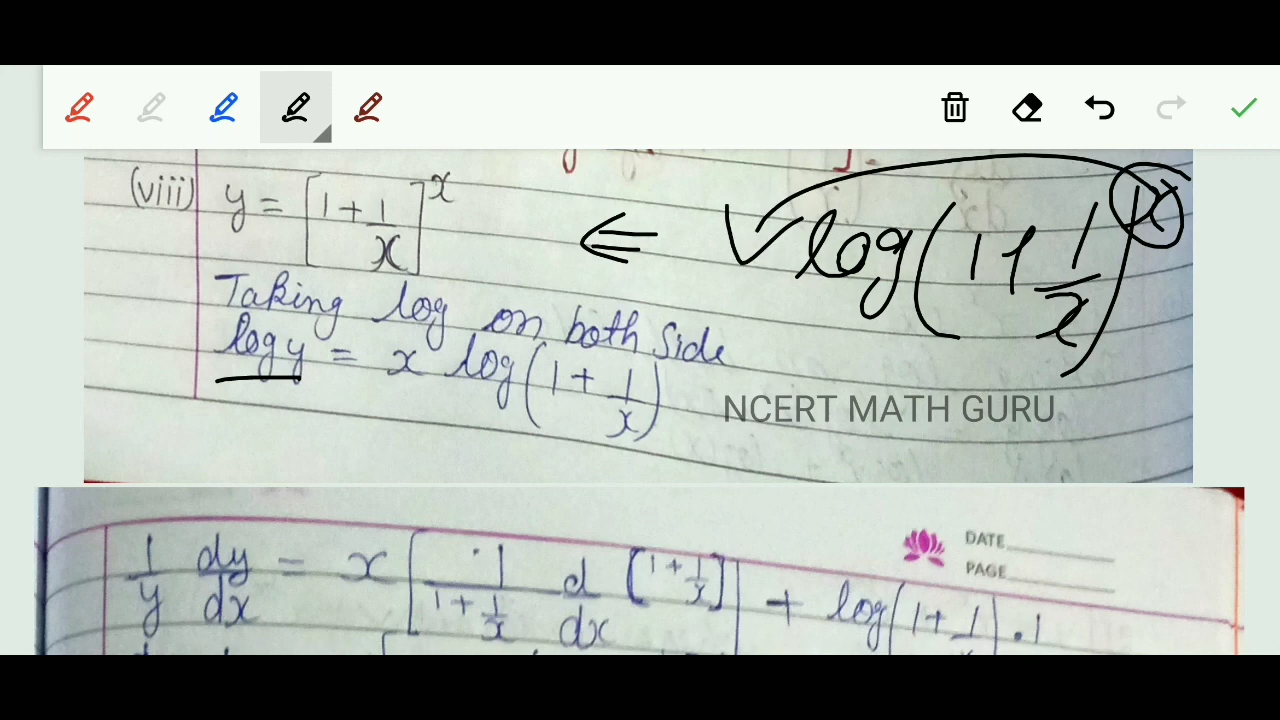 (viii) y = [1 + 1/x]^x ⇐ log(1 + 1/x)^x
Taking log on both Side
log y = x log(1 + 1/x)
NCERT MATH GURU
DATE
PAGE
1/y dy/dx = x [1/(1 + 1/x) d/dx [1 + 1/x]] + log(1 + 1/x) . 1